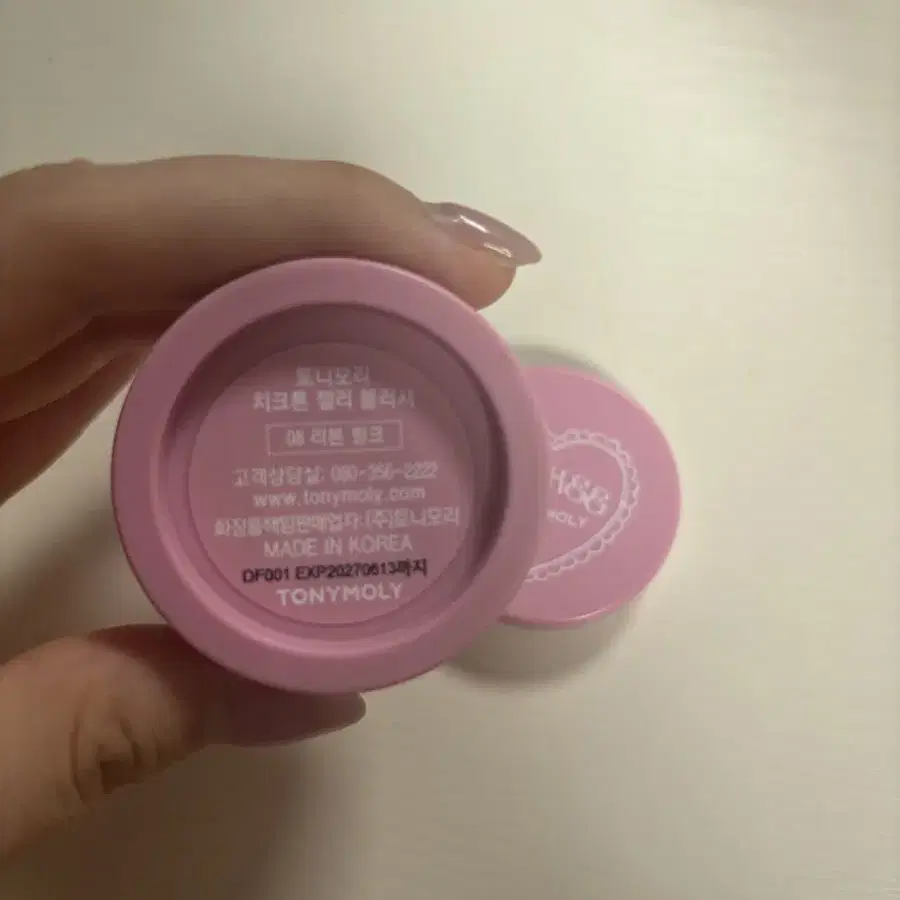 토니모리
치크톤 젤리 블러셔
08 리본 핑크
고객상담실: 080-356-2222
www.tonymoly.com
화장품책임판매업자:(주)토니모리
MADE IN KOREA
DF001 EXP20270613까지
TONYMOLY
MOLY